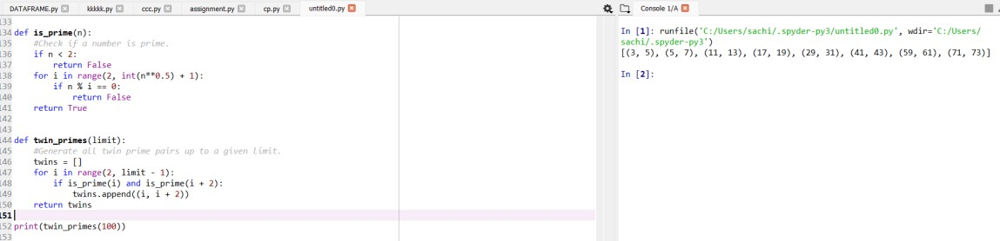 DATAFRAME.py kkkkk.py ccc.py assignment.py cp.py untitled0.py
133
134 def is_prime(n):
135     #Check if a number is prime.
136     if n < 2:
137         return False
138     for i in range(2, int(n**0.5) + 1):
139         if n % i == 0:
140             return False
141     return True
142
143
144 def twin_primes(limit):
145     #Generate all twin prime pairs up to a given limit.
146     twins = []
147     for i in range(2, limit - 1):
148         if is_prime(i) and is_prime(i + 2):
149             twins.append((i, i + 2))
150     return twins
151
152 print(twin_primes(100))
153
Console 1/A
In [1]: runfile('C:/Users/sachi/.spyder-py3/untitled0.py', wdir='C:/Users/
sachi/.spyder-py3')
[(3, 5), (5, 7), (11, 13), (17, 19), (29, 31), (41, 43), (59, 61), (71, 73)]
In [2]: